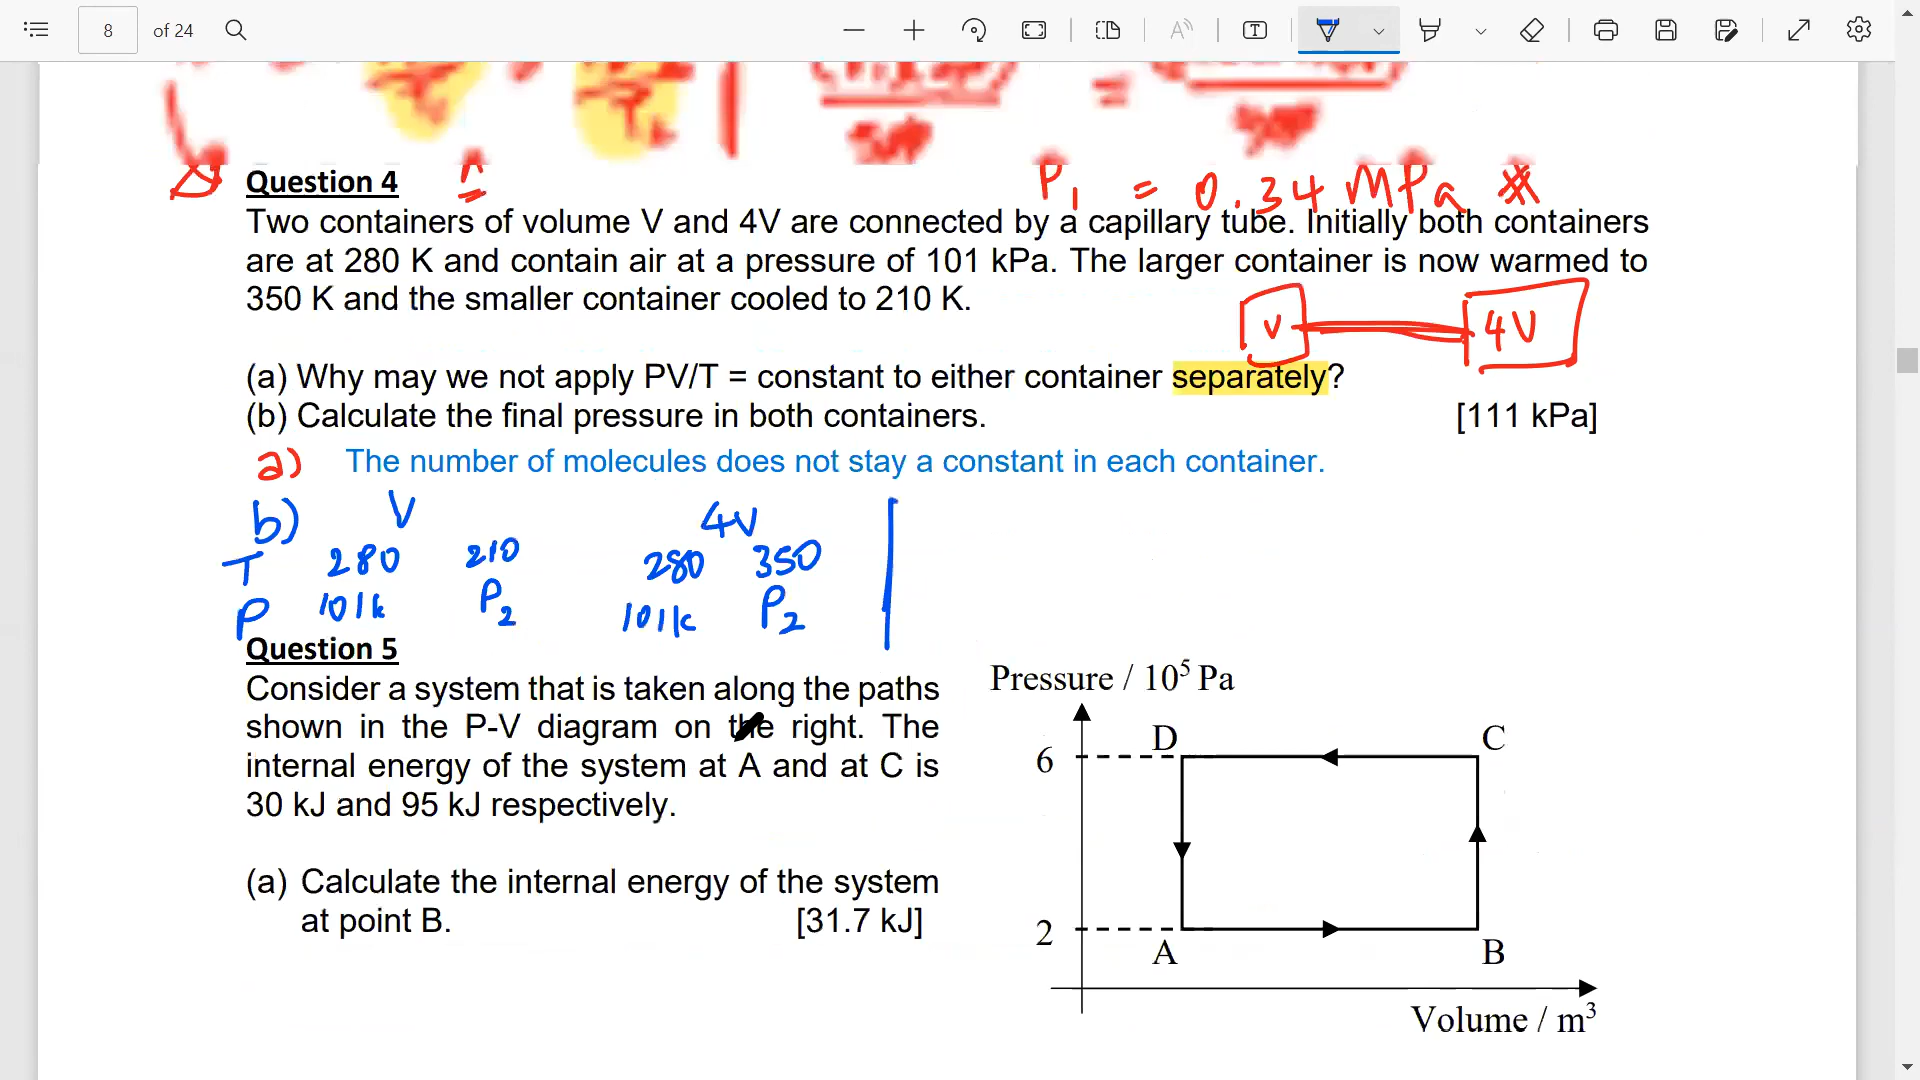 8 of 24
P1 = 0.34 MPa
Question 4
Two containers of volume V and 4V are connected by a capillary tube. Initially both containers
are at 280 K and contain air at a pressure of 101 kPa. The larger container is now warmed to
350 K and the smaller container cooled to 210 K.
V 4V
(a) Why may we not apply PV/T = constant to either container separately?
(b) Calculate the final pressure in both containers. [111 kPa]
a) The number of molecules does not stay a constant in each container.
b) V 4V
T 280 210 280 350
P 101k P2 101k P2
Question 5
Consider a system that is taken along the paths
shown in the P-V diagram on the right. The
internal energy of the system at A and at C is
30 kJ and 95 kJ respectively.
(a) Calculate the internal energy of the system
at point B. [31.7 kJ]
Pressure / 10⁵ Pa
D C
6
2
A B
Volume / m³